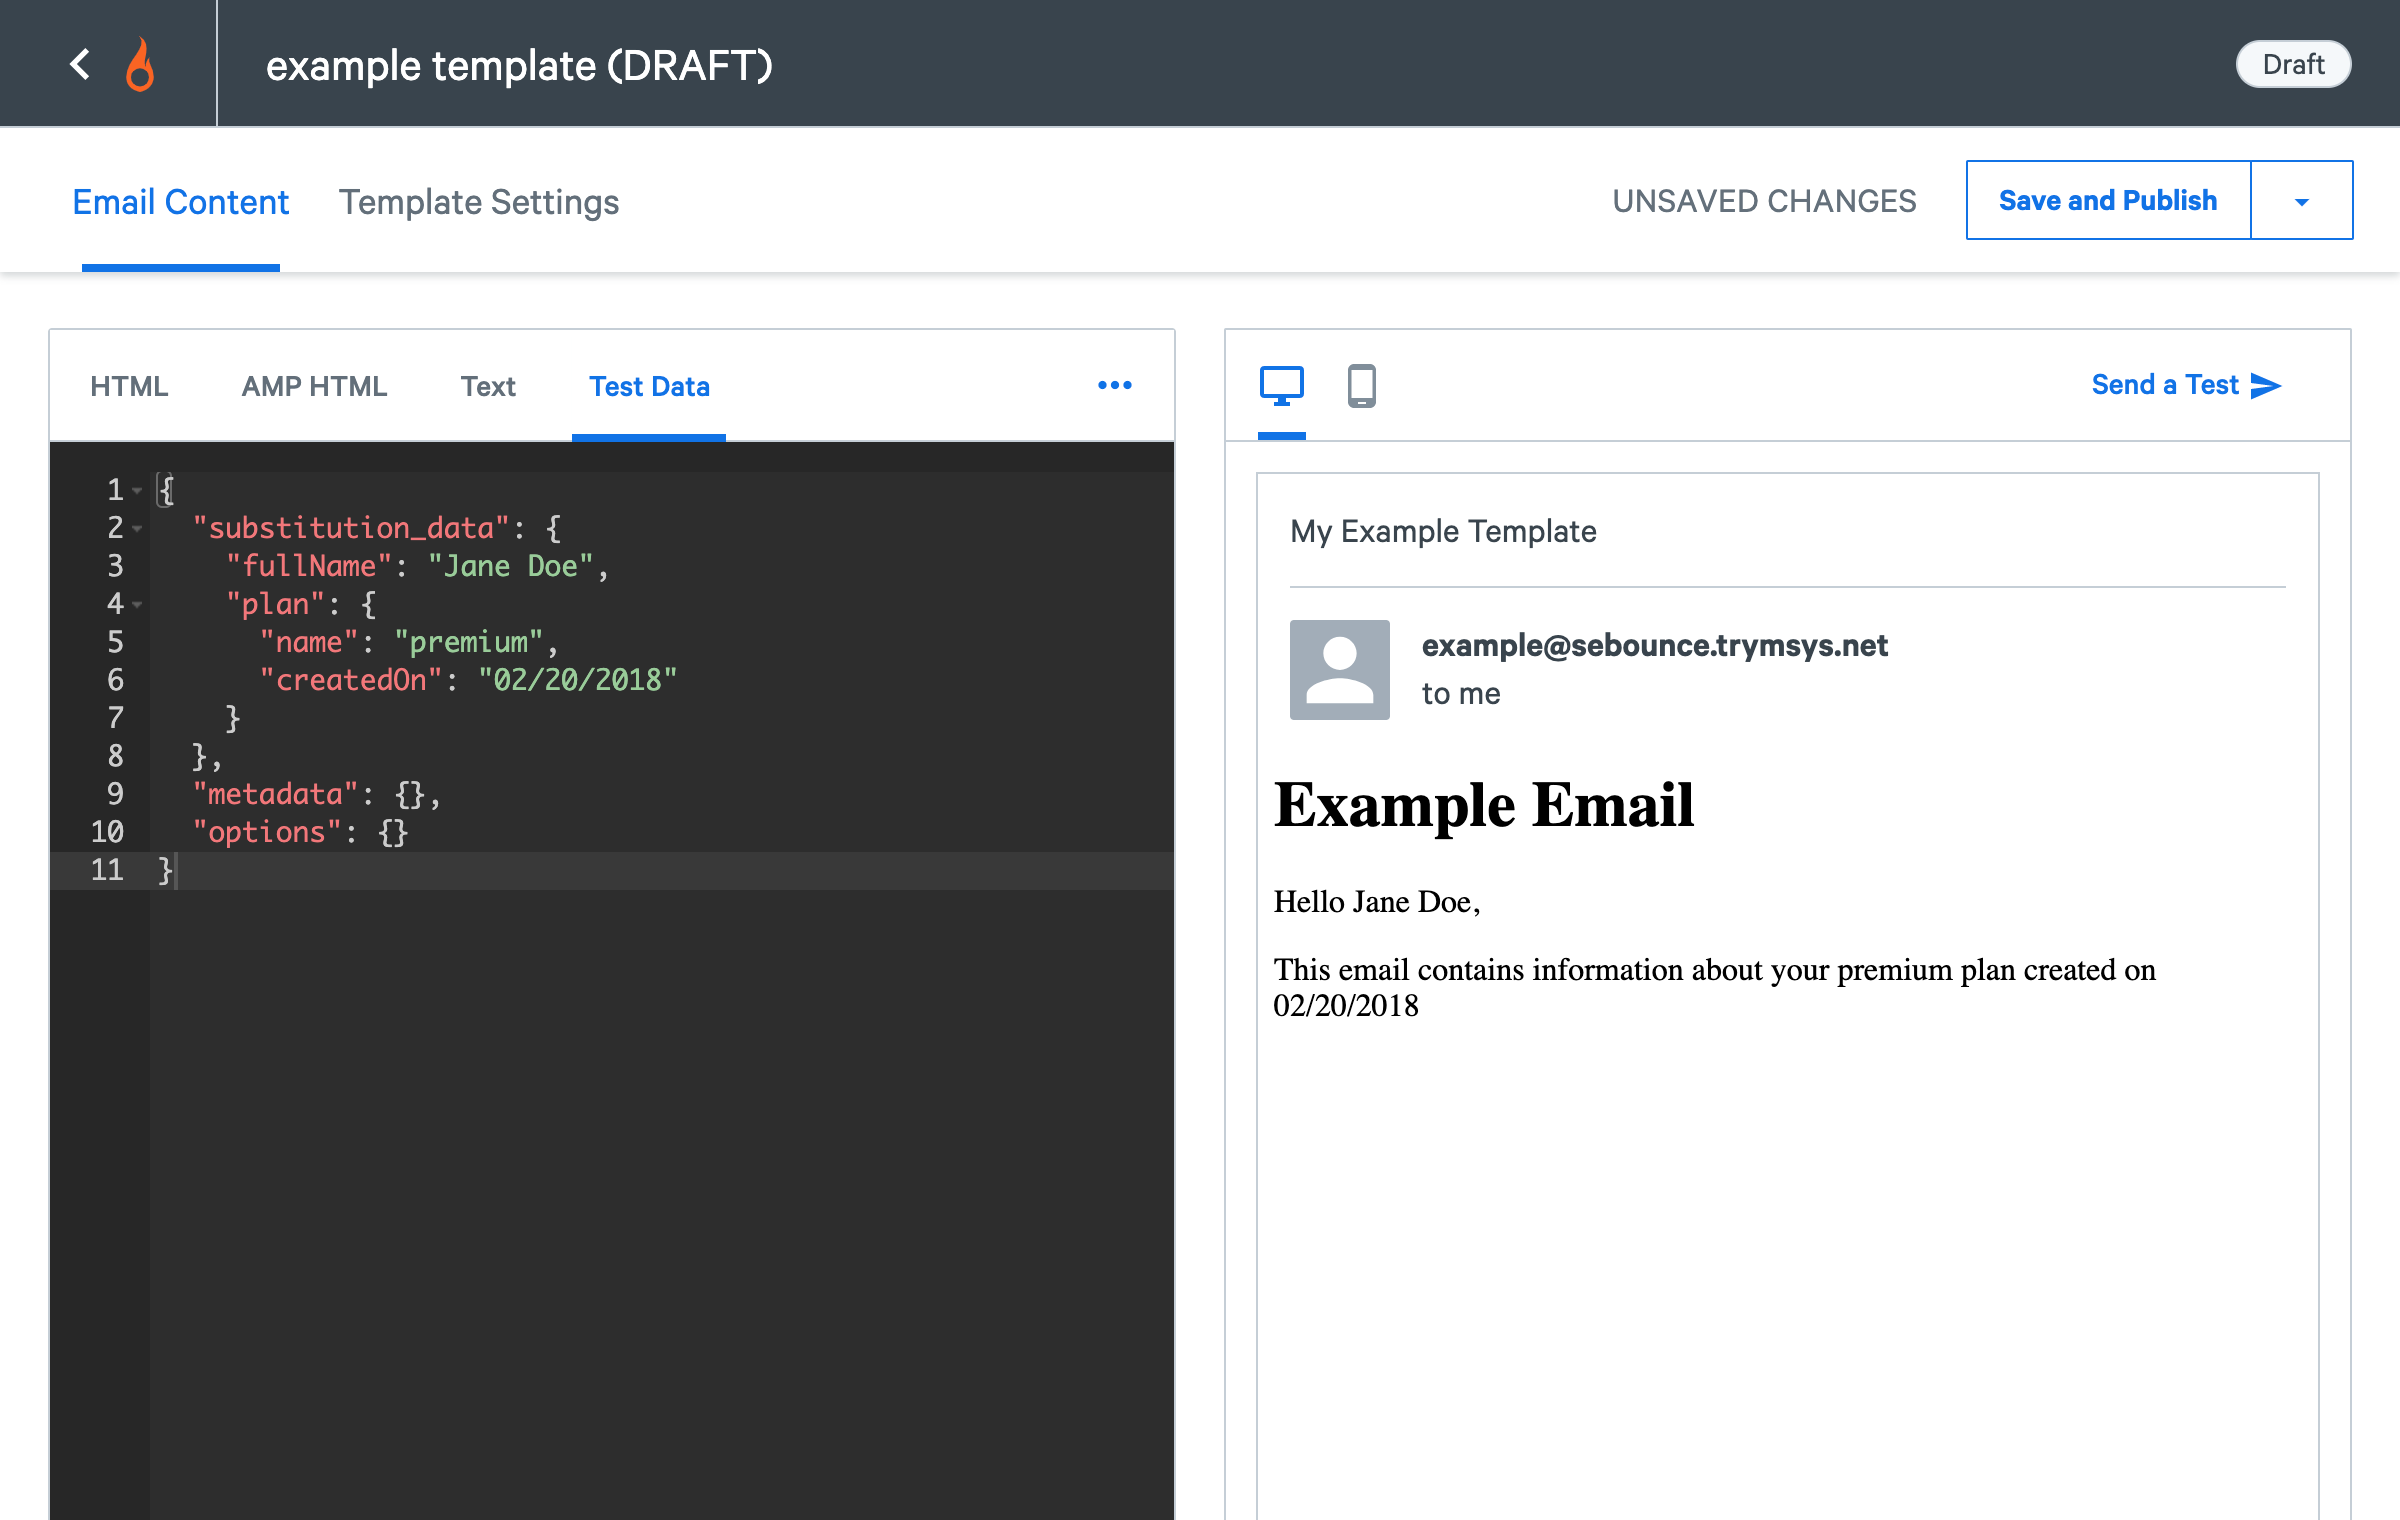 example template (DRAFT)
Draft
Email Content
Template Settings
UNSAVED CHANGES
Save and Publish
HTML
AMP HTML
Text
Test Data
Send a Test
1 {
2 "substitution_data": {
3 "fullName": "Jane Doe",
4 "plan": {
5 "name": "premium",
6 "createdOn": "02/20/2018"
7 }
8 },
9 "metadata": {},
10 "options": {}
11 }
My Example Template
example@sebounce.trymsys.net
to me
Example Email
Hello Jane Doe,
This email contains information about your premium plan created on
02/20/2018